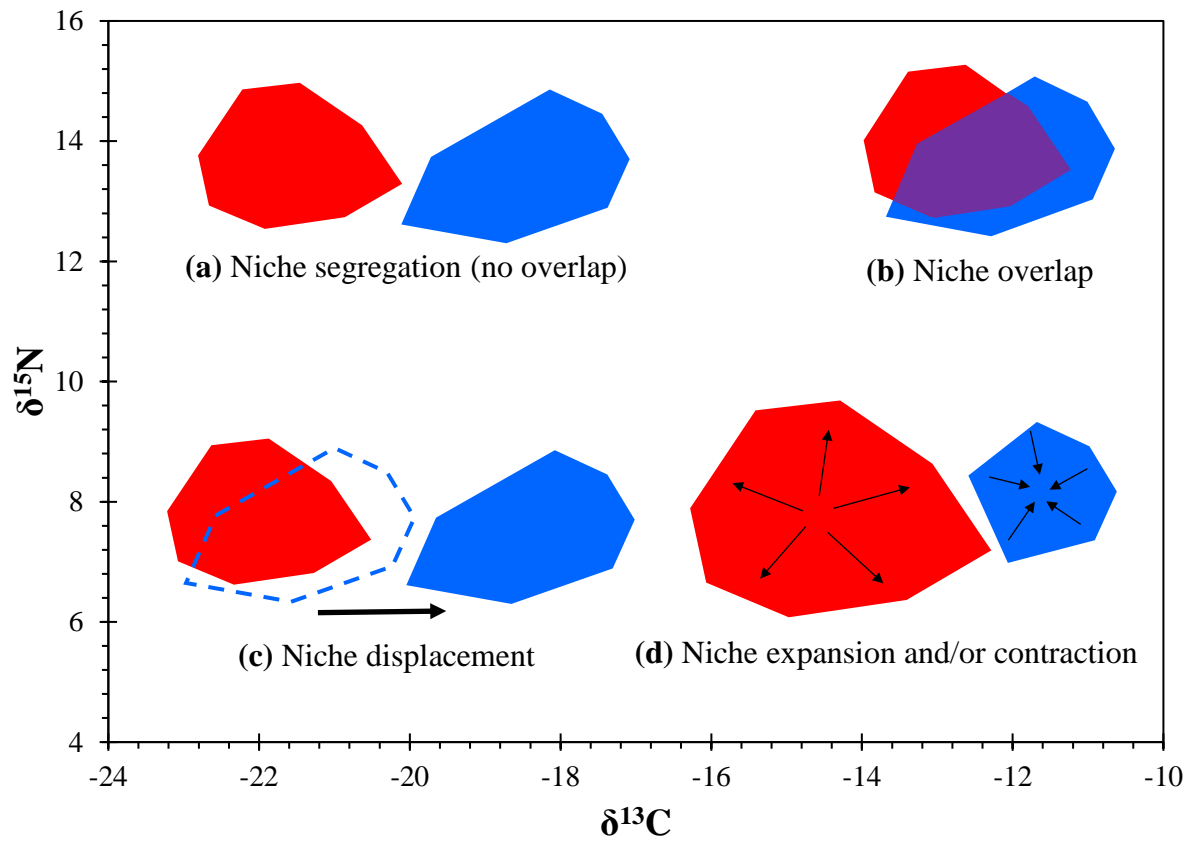 16
14
12
10
8
6
4
δ¹⁵N
(a) Niche segregation (no overlap)
(b) Niche overlap
(c) Niche displacement
(d) Niche expansion and/or contraction
-24 -22 -20 -18 -16 -14 -12 -10
δ¹³C